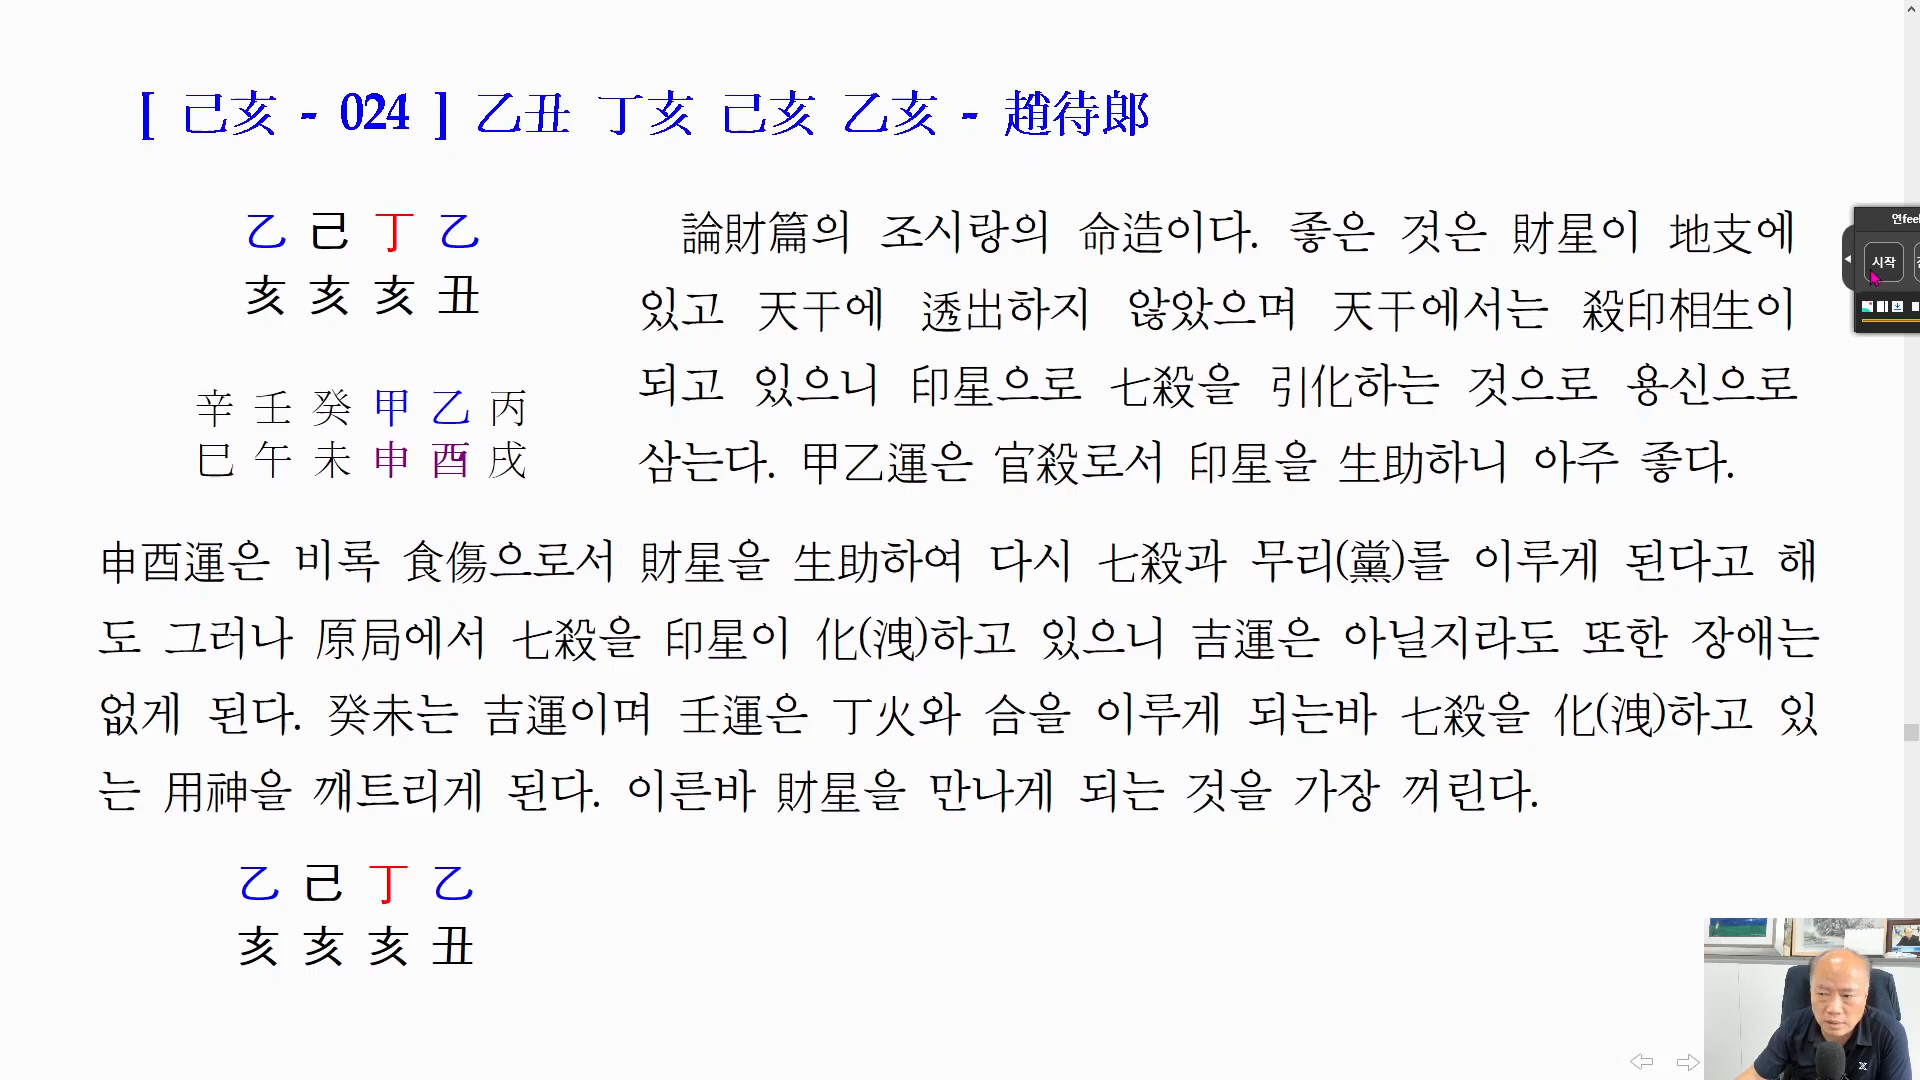 [ 己亥 - 024 ] 乙丑 丁亥 己亥 乙亥 - 趙待郎
乙 己 丁 乙
亥 亥 亥 丑
辛 壬 癸 甲 乙 丙
巳 午 未 申 酉 戌
論財篇의 조시랑의 命造이다. 좋은 것은 財星이 地支에
있고 天干에 透出하지 않았으며 天干에서는 殺印相生이
되고 있으니 印星으로 七殺을 引化하는 것으로 용신으로
삼는다. 甲乙運은 官殺로서 印星을 生助하니 아주 좋다.
申酉運은 비록 食傷으로서 財星을 生助하여 다시 七殺과 무리(黨)를 이루게 된다고 해
도 그러나 原局에서 七殺을 印星이 化(洩)하고 있으니 吉運은 아닐지라도 또한 장애는
없게 된다. 癸未는 吉運이며 壬運은 丁火와 合을 이루게 되는바 七殺을 化(洩)하고 있
는 用神을 깨트리게 된다. 이른바 財星을 만나게 되는 것을 가장 꺼린다.
乙 己 丁 乙
亥 亥 亥 丑
연feel
시작